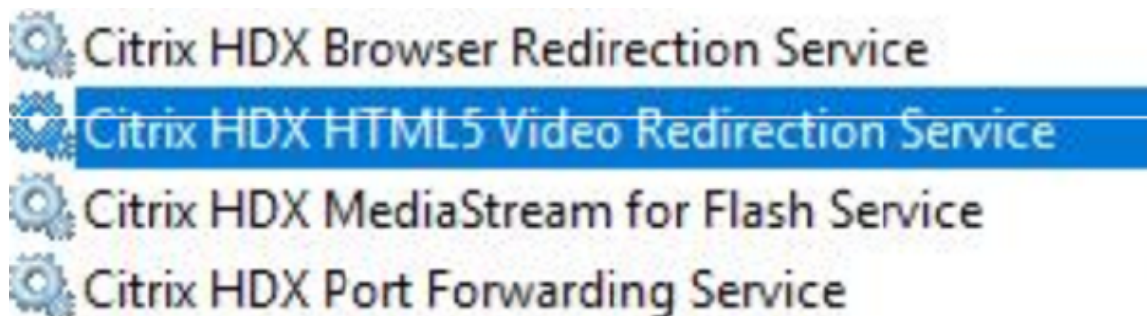 Citrix HDX Browser Redirection Service
Citrix HDX HTML5 Video Redirection Service
Citrix HDX MediaStream for Flash Service
Citrix HDX Port Forwarding Service